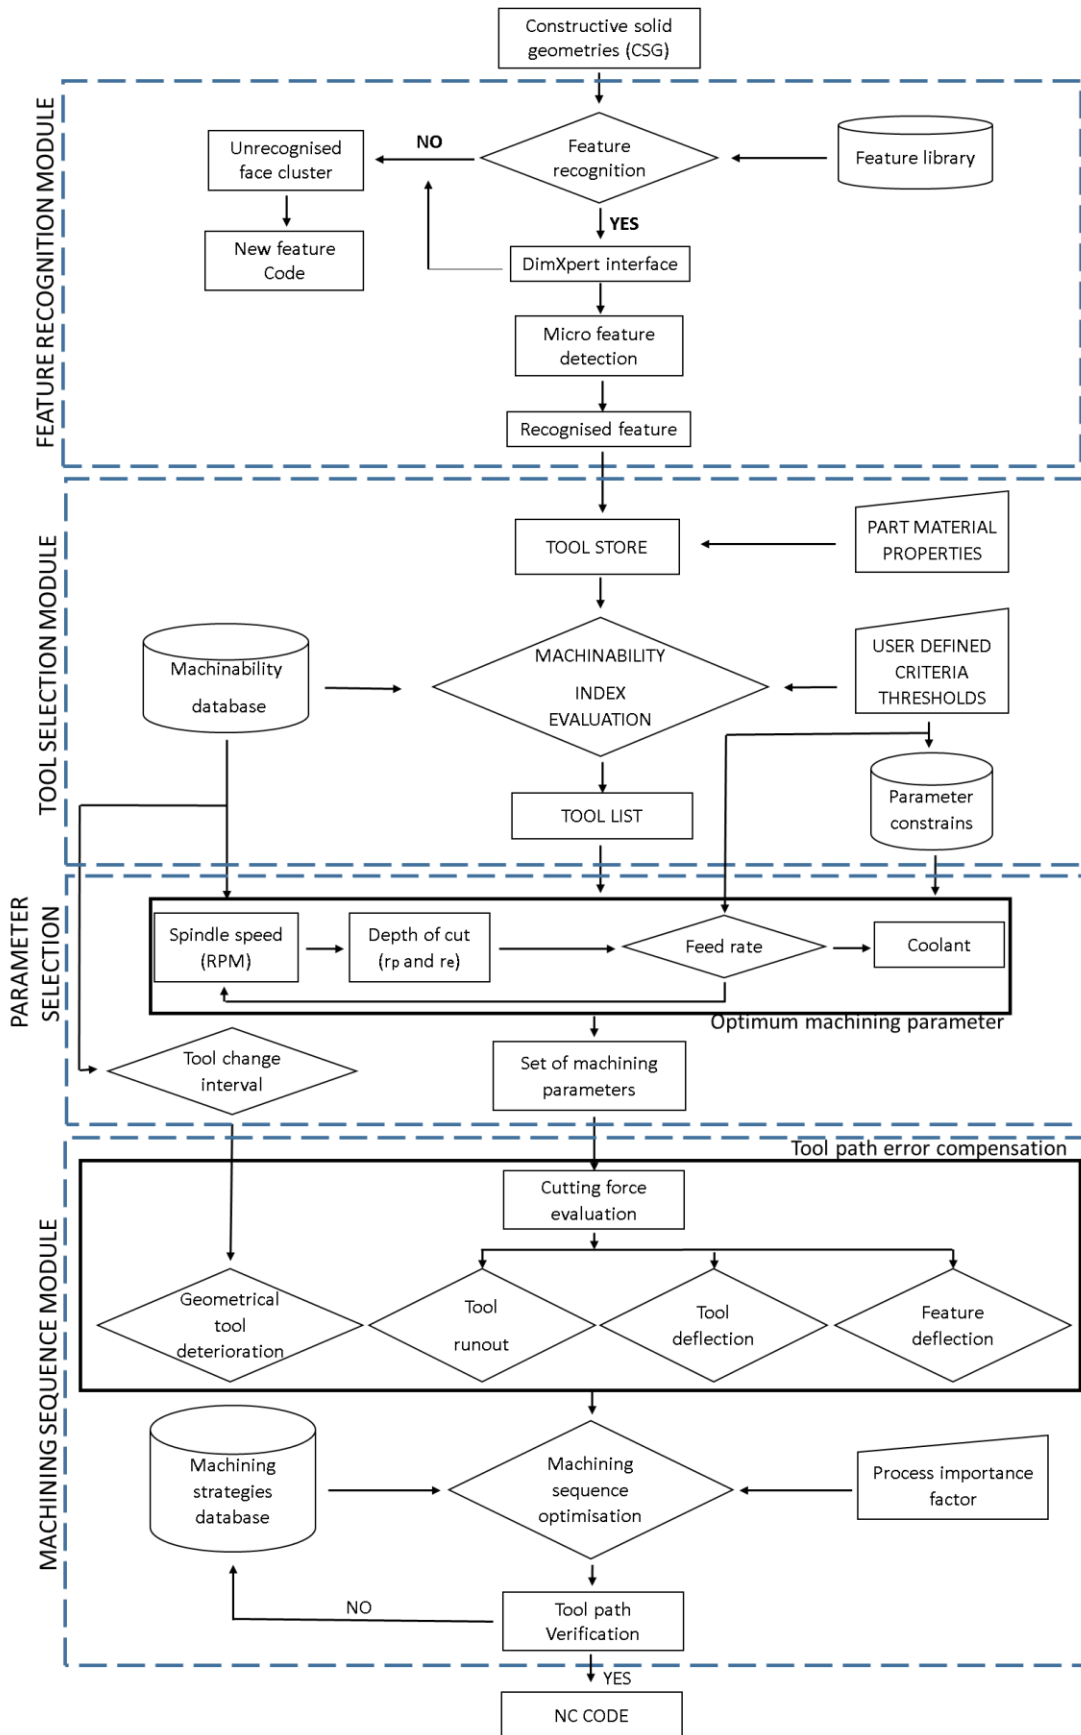 Constructive solid
geometries (CSG)
FEATURE RECOGNITION MODULE
Feature
recognition
Feature library
NO
Unrecognised
face cluster
YES
New feature
Code
DimXpert interface
Micro feature
detection
Recognised feature
TOOL SELECTION MODULE
TOOL STORE
PART MATERIAL
PROPERTIES
Machinability
database
MACHINABILITY
INDEX
EVALUATION
USER DEFINED
CRITERIA
THRESHOLDS
TOOL LIST
Parameter
constrains
PARAMETER
SELECTION
Spindle speed
(RPM)
Depth of cut
(rp and re)
Feed rate
Coolant
Optimum machining parameter
Tool change
interval
Set of machining
parameters
MACHINING SEQUENCE MODULE
Tool path error compensation
Cutting force
evaluation
Geometrical
tool
deterioration
Tool
runout
Tool
deflection
Feature
deflection
Machining
strategies
database
Machining
sequence
optimisation
Process importance
factor
NO
Tool path
Verification
YES
NC CODE